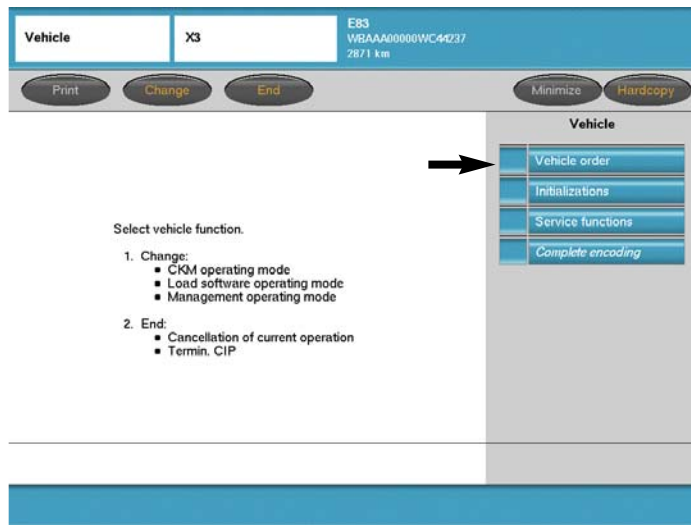 Vehicle
X3
E83
WBAAA00000WC44237
2871 km
Print
Change
End
Minimize
Hardcopy
Vehicle
Vehicle order
Initializations
Service functions
Complete encoding
Select vehicle function.
1. Change:
▪ CKM operating mode
▪ Load software operating mode
▪ Management operating mode
2. End:
▪ Cancellation of current operation
▪ Termin. CIP